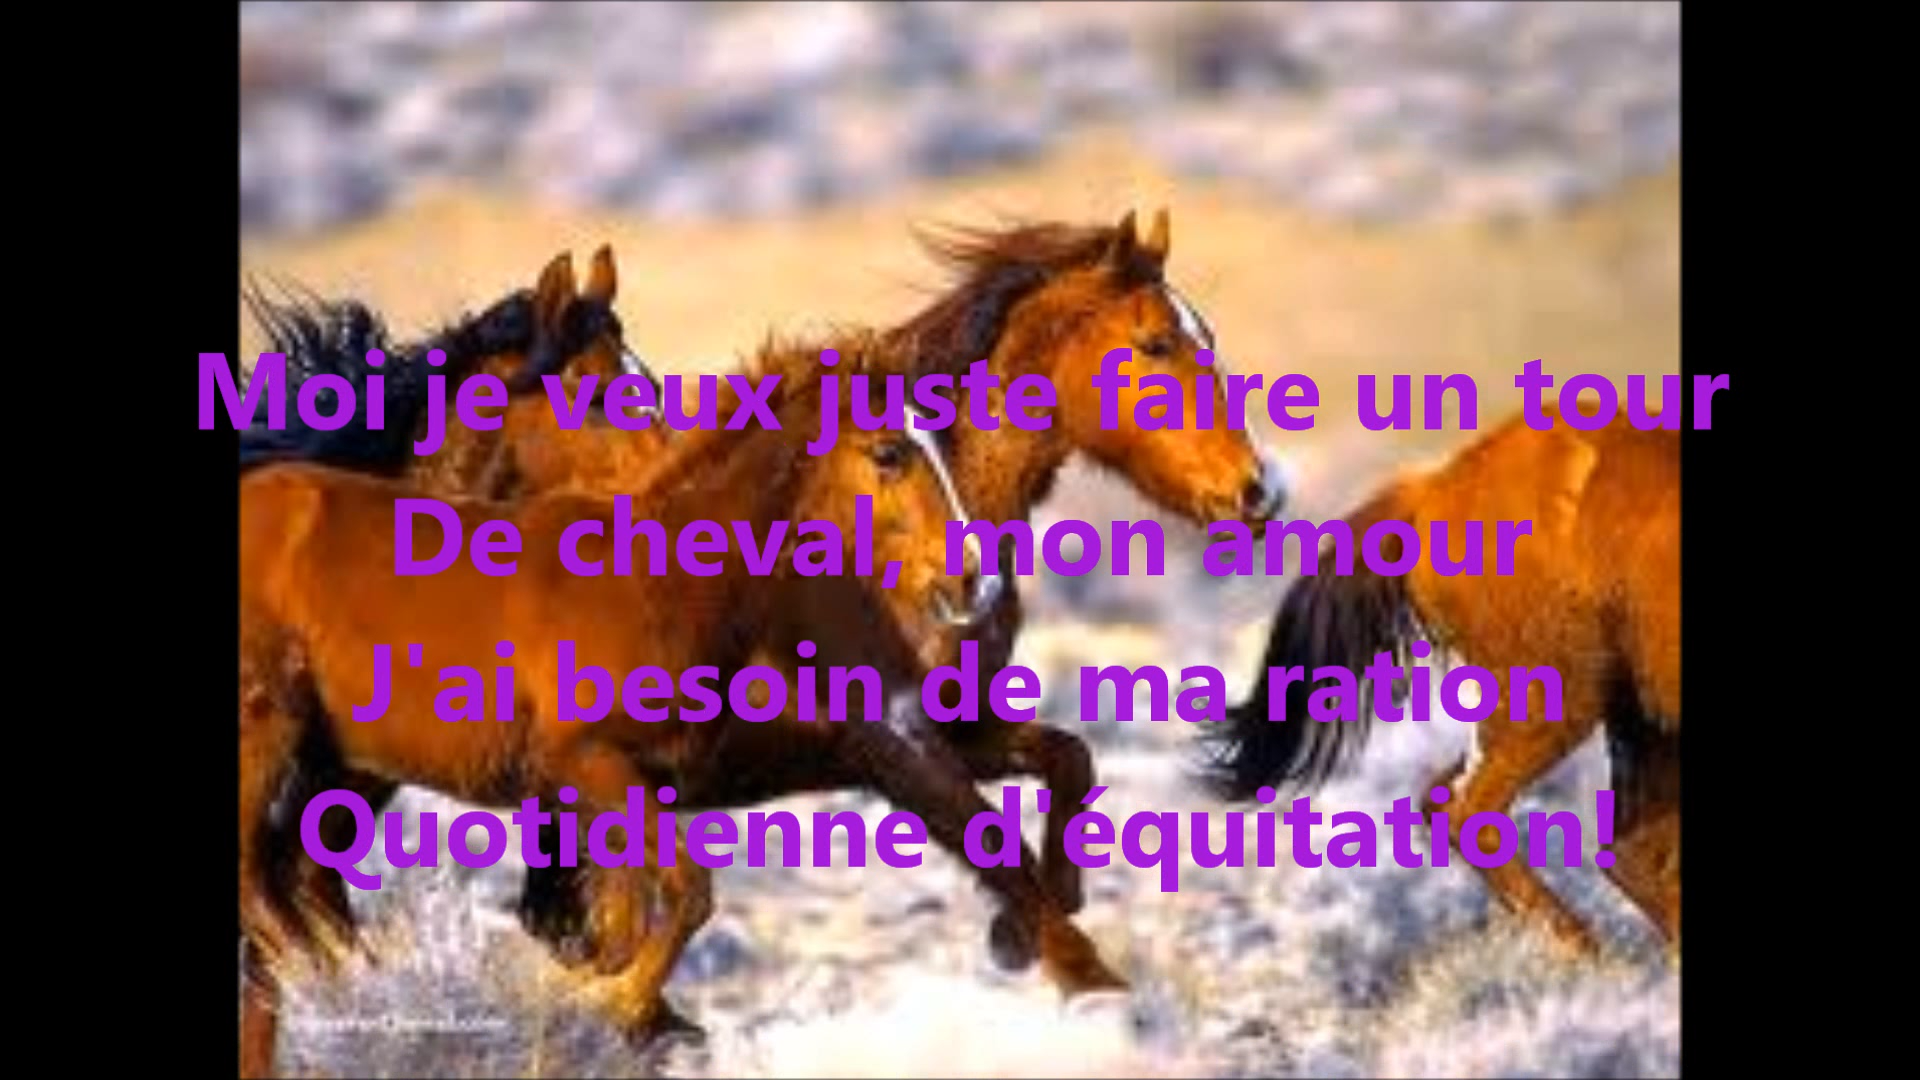 Moi je veux juste faire un tour
De cheval, mon amour
J'ai besoin de ma ration
Quotidienne d'équitation!